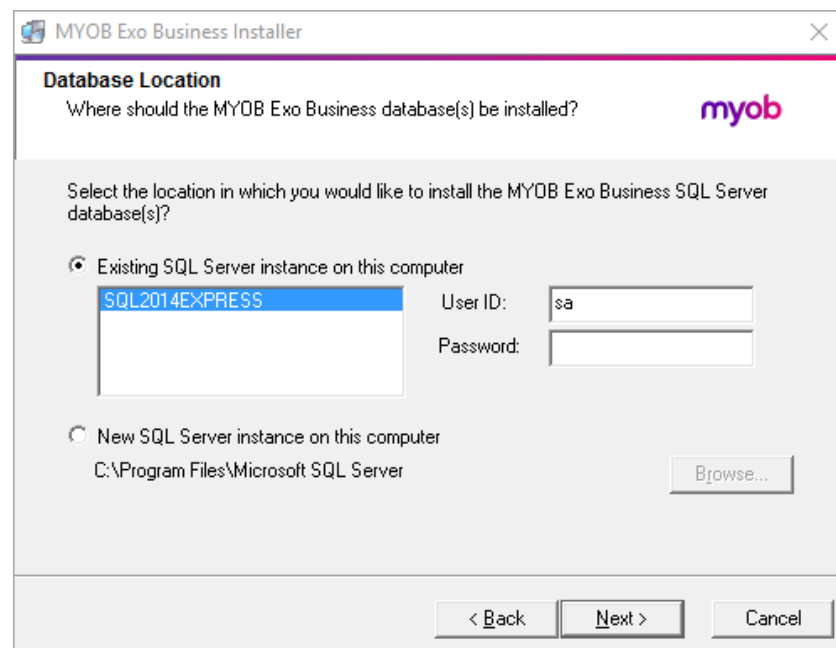 MYOB Exo Business Installer
Database Location
Where should the MYOB Exo Business database(s) be installed?
myob
Select the location in which you would like to install the MYOB Exo Business SQL Server
database(s)?
Existing SQL Server instance on this computer
SQL2014EXPRESS
User ID:
sa
Password:
New SQL Server instance on this computer
C:\Program Files\Microsoft SQL Server
Browse...
< Back
Next >
Cancel